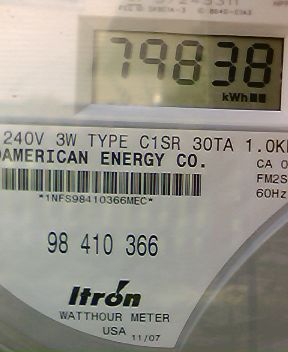 79838
kWh
240V 3W TYPE C1SR 30TA 1.0K
AMERICAN ENERGY CO.
CA 0
FM2S
*1NFS98410366MEC*
60Hz
98 410 366
Itron
WATTHOUR METER
USA 11/07